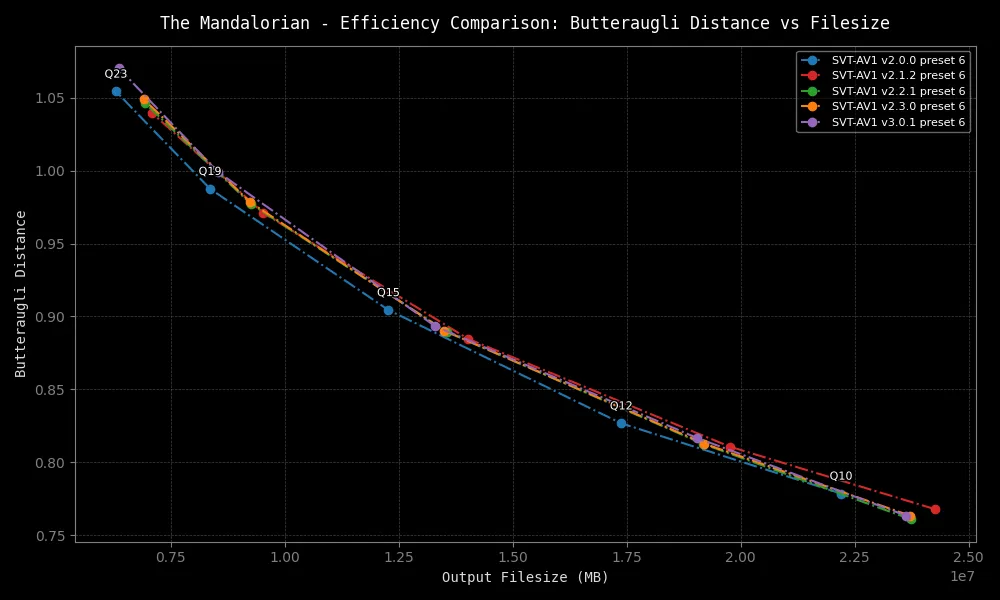 The Mandalorian - Efficiency Comparison: Butteraugli Distance vs Filesize
SVT-AV1 v2.0.0 preset 6
SVT-AV1 v2.1.2 preset 6
SVT-AV1 v2.2.1 preset 6
SVT-AV1 v2.3.0 preset 6
SVT-AV1 v3.0.1 preset 6
Q23
Q19
Q15
Q12
Q10
Butteraugli Distance
1.05
1.00
0.95
0.90
0.85
0.80
0.75
0.75
1.00
1.25
1.50
1.75
2.00
2.25
2.50
1e7
Output Filesize (MB)